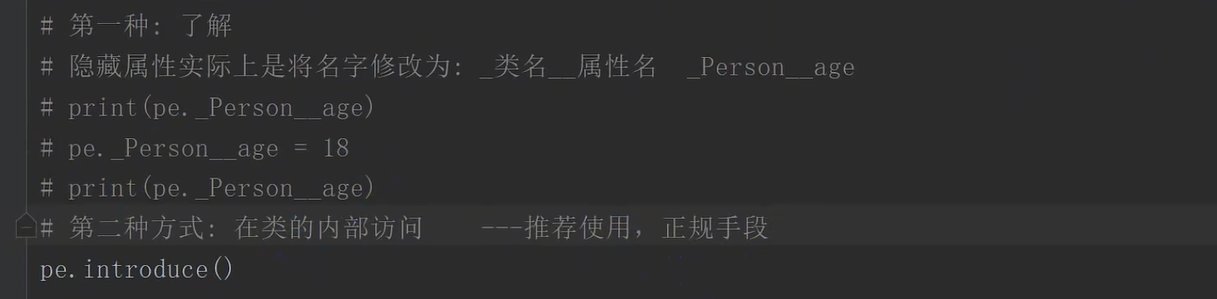 # 第一种: 了解
# 隐藏属性实际上是将名字修改为: _类名__属性名  _Person__age
# print(pe._Person__age)
# pe._Person__age = 18
# print(pe._Person__age)
# 第二种方式: 在类的内部访问    ---推荐使用，正规手段
pe.introduce()